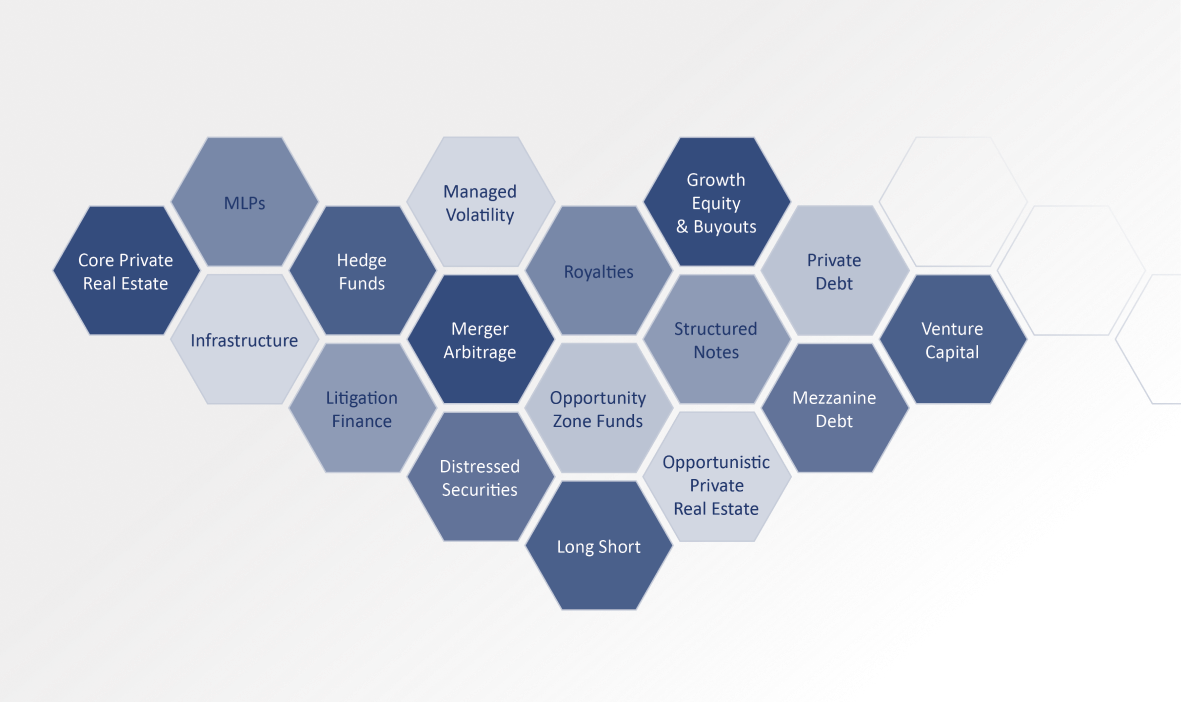 MLPs
Managed
Volatility
Growth
Equity
& Buyouts
Core Private
Real Estate
Hedge
Funds
Royalties
Private
Debt
Infrastructure
Merger
Arbitrage
Structured
Notes
Venture
Capital
Litigation
Finance
Opportunity
Zone Funds
Mezzanine
Debt
Distressed
Securities
Opportunistic
Private
Real Estate
Long Short